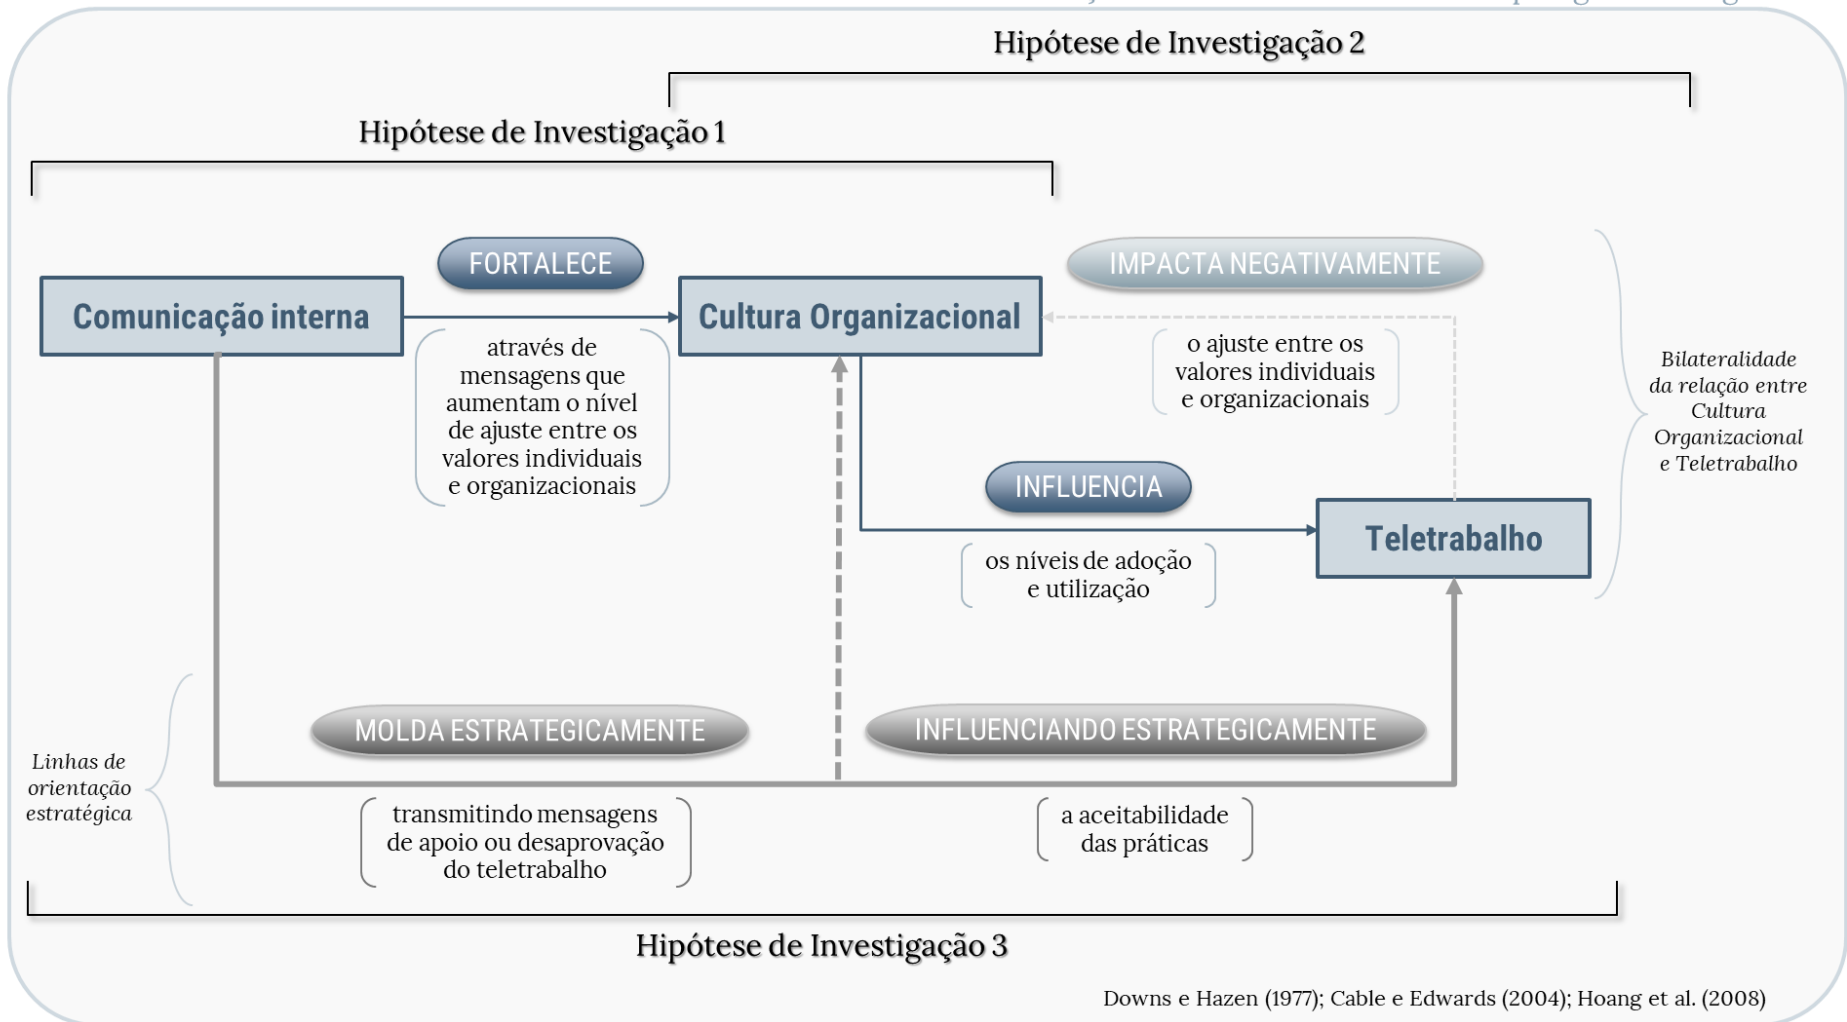 Hipótese de Investigação 2
Hipótese de Investigação 1
FORTALECE
IMPACTA NEGATIVAMENTE
Comunicação interna
Cultura Organizacional
através de
mensagens que
aumentam o nível
de ajuste entre os
valores individuais
e organizacionais
o ajuste entre os
valores individuais
e organizacionais
Bilateralidade
da relação entre
Cultura
Organizacional
e Teletrabalho
INFLUENCIA
Teletrabalho
os níveis de adoção
e utilização
MOLDA ESTRATEGICAMENTE
INFLUENCIANDO ESTRATEGICAMENTE
Linhas de
orientação
estratégica
transmitindo mensagens
de apoio ou desaprovação
do teletrabalho
a aceitabilidade
das práticas
Hipótese de Investigação 3
Downs e Hazen (1977); Cable e Edwards (2004); Hoang et al. (2008)